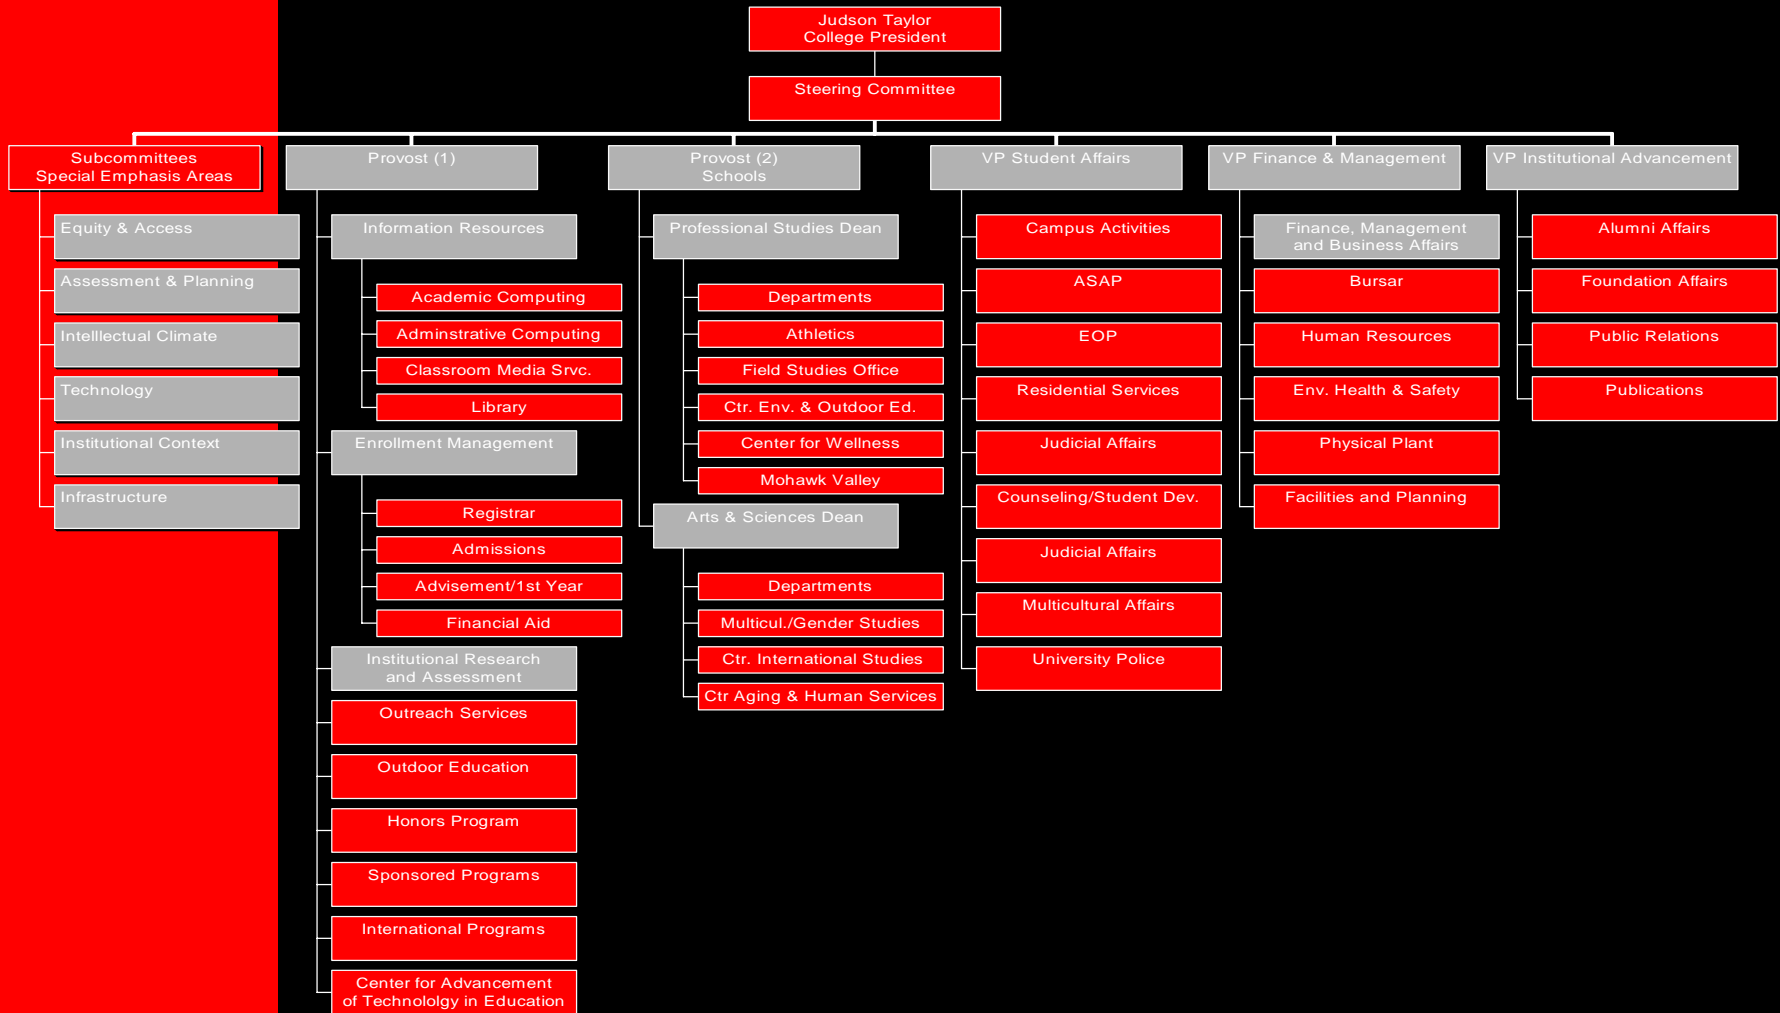 Judson Taylor
College President
Steering Committee
Subcommittees
Special Emphasis Areas
Equity & Access
Assessment & Planning
Intelllectual Climate
Technology
Institutional Context
Infrastructure
Provost (1)
Information Resources
Academic Computing
Adminstrative Computing
Classroom Media Srvc.
Library
Enrollment Management
Registrar
Admissions
Advisement/1st Year
Financial Aid
Institutional Research
and Assessment
Outreach Services
Outdoor Education
Honors Program
Sponsored Programs
International Programs
Center for Advancement
of Technololgy in Education
Provost (2)
Schools
Professional Studies Dean
Departments
Athletics
Field Studies Office
Ctr. Env. & Outdoor Ed.
Center for Wellness
Mohawk Valley
Arts & Sciences Dean
Departments
Multicul./Gender Studies
Ctr. International Studies
Ctr Aging & Human Services
VP Student Affairs
Campus Activities
ASAP
EOP
Residential Services
Judicial Affairs
Counseling/Student Dev.
Judicial Affairs
Multicultural Affairs
University Police
VP Finance & Management
Finance, Management
and Business Affairs
Bursar
Human Resources
Env. Health & Safety
Physical Plant
Facilities and Planning
VP Institutional Advancement
Alumni Affairs
Foundation Affairs
Public Relations
Publications